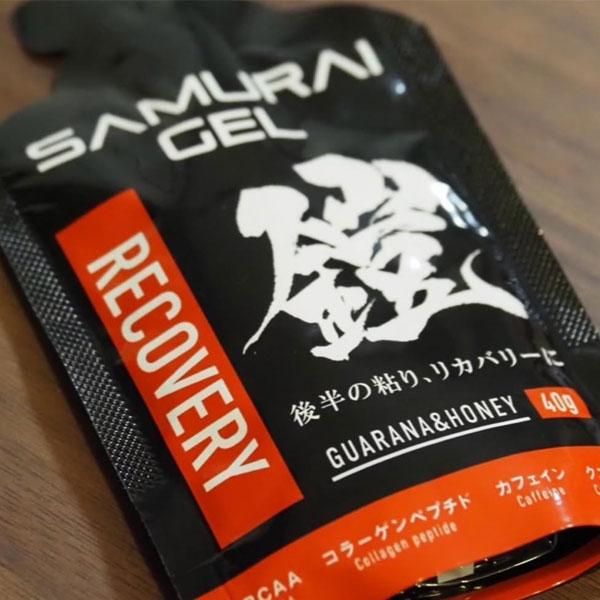 SAMURAI
GEL
RECOVERY
鎧
後半の粘り、リカバリーに
GUARANA&HONEY 40g
コラーゲンペプチド カフェイン
BCAA Collagen peptide Caffeine